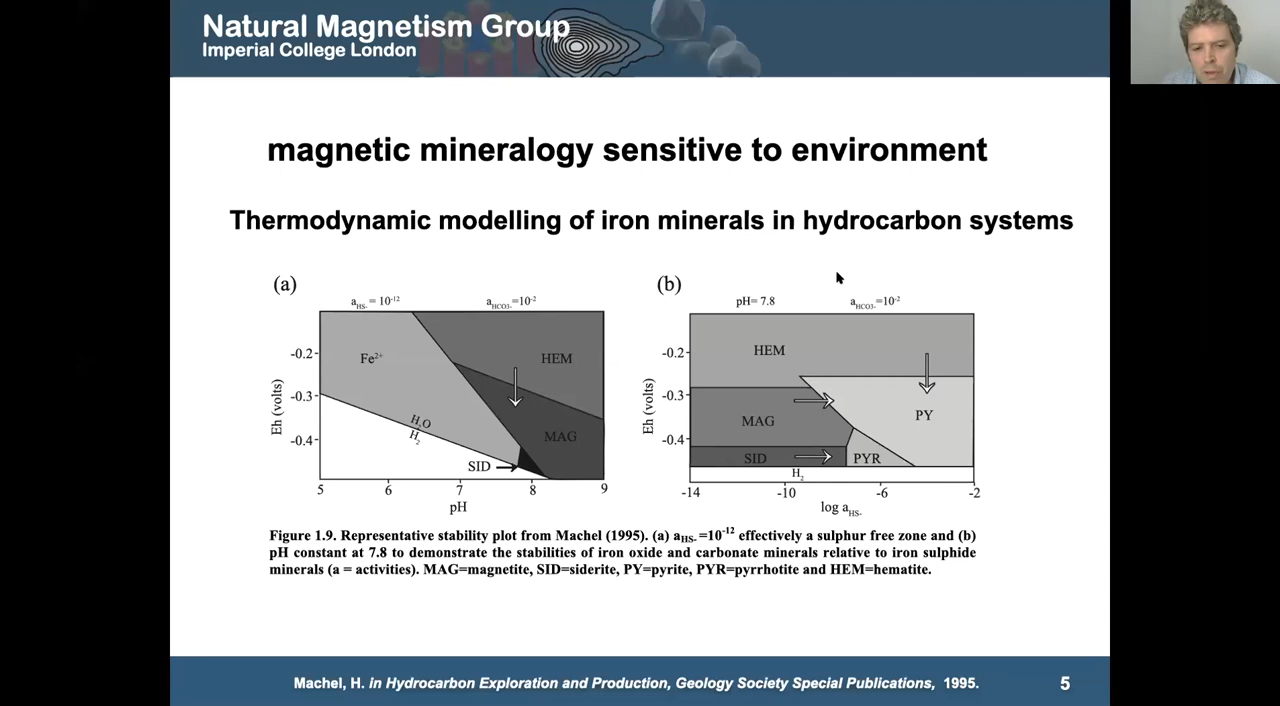 Natural Magnetism Group
Imperial College London
magnetic mineralogy sensitive to environment
Thermodynamic modelling of iron minerals in hydrocarbon systems
(a)
a_HS- = 10^-12
a_HCO3- =10^-2
Eh (volts)
-0.2
-0.3
-0.4
Fe2+
HEM
MAG
H2O
H2
SID
5 6 7 8 9
pH
(b)
pH= 7.8
a_HCO3- =10^-2
Eh (volts)
-0.2
-0.3
-0.4
HEM
MAG
PY
SID
PYR
H2
-14 -10 -6 -2
log a_HS-
Figure 1.9. Representative stability plot from Machel (1995). (a) a_HS- =10^-12 effectively a sulphur free zone and (b)
pH constant at 7.8 to demonstrate the stabilities of iron oxide and carbonate minerals relative to iron sulphide
minerals (a = activities). MAG=magnetite, SID=siderite, PY=pyrite, PYR=pyrrhotite and HEM=hematite.
Machel, H. in Hydrocarbon Exploration and Production, Geology Society Special Publications, 1995.
5